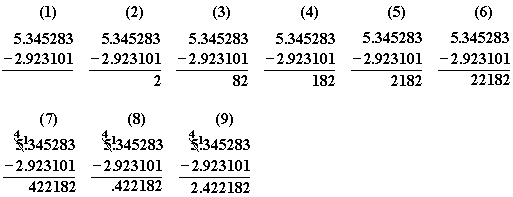 (1) (2) (3) (4) (5) (6)
5.345283 5.345283 5.345283 5.345283 5.345283 5.345283
−2.923101 −2.923101 −2.923101 −2.923101 −2.923101 −2.923101
2 82 182 2182 22182
(7) (8) (9)
4 1 4 1 4 1
5.345283 5.345283 5.345283
−2.923101 −2.923101 −2.923101
422182 .422182 2.422182